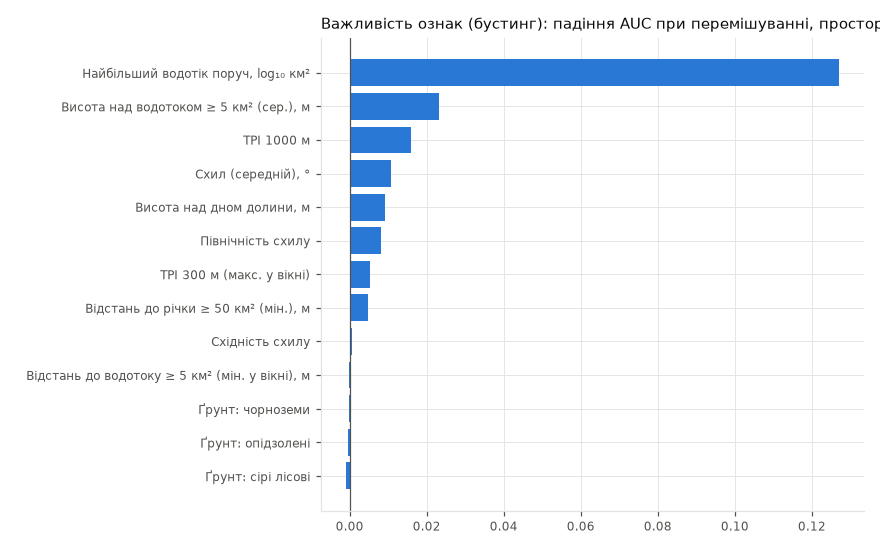 Важливість ознак (бустинг): падіння AUC при перемішуванні, простор
Найбільший водотік поруч, log₁₀ км²
Висота над водотоком ≥ 5 км² (сер.), м
TPI 1000 м
Схил (середній), °
Висота над дном долини, м
Північність схилу
TPI 300 м (макс. у вікні)
Відстань до річки ≥ 50 км² (мін.), м
Східність схилу
Відстань до водотоку ≥ 5 км² (мін. у вікні), м
Ґрунт: чорноземи
Ґрунт: опідзолені
Ґрунт: сірі лісові
0.00 0.02 0.04 0.06 0.08 0.10 0.12